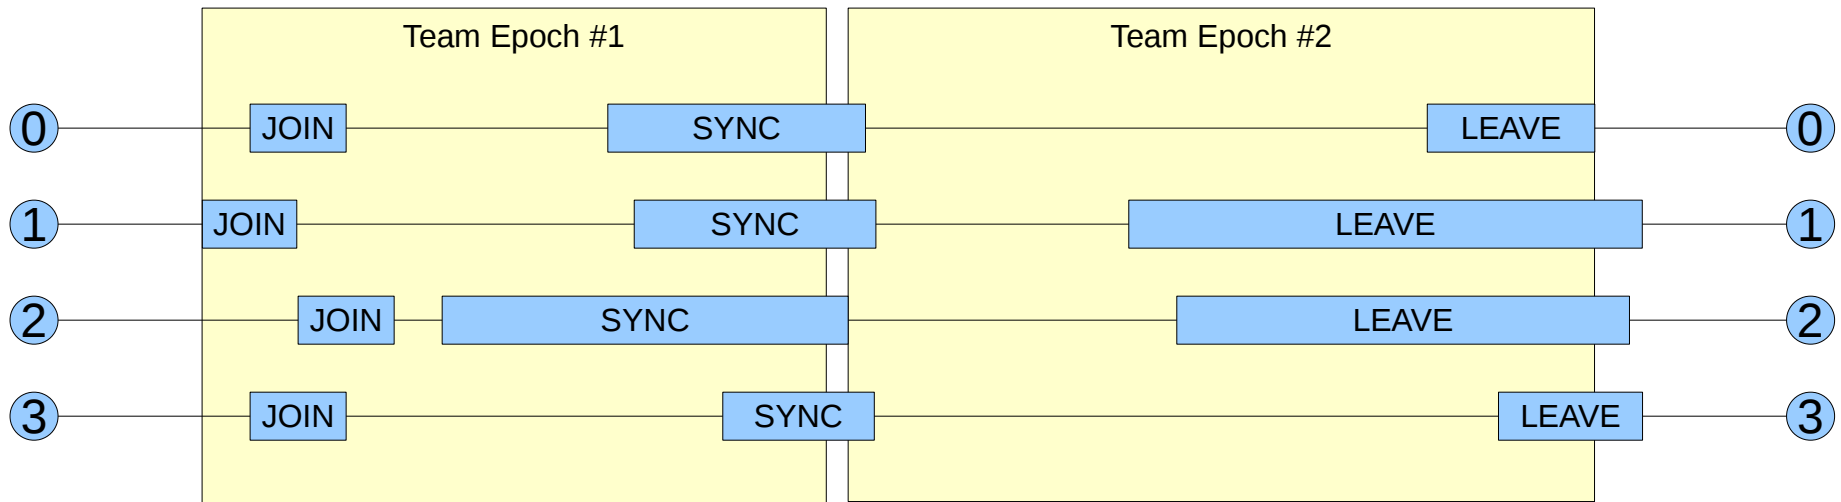 Team Epoch #1 Team Epoch #2
0 JOIN SYNC LEAVE 0
1 JOIN SYNC LEAVE 1
2 JOIN SYNC LEAVE 2
3 JOIN SYNC LEAVE 3